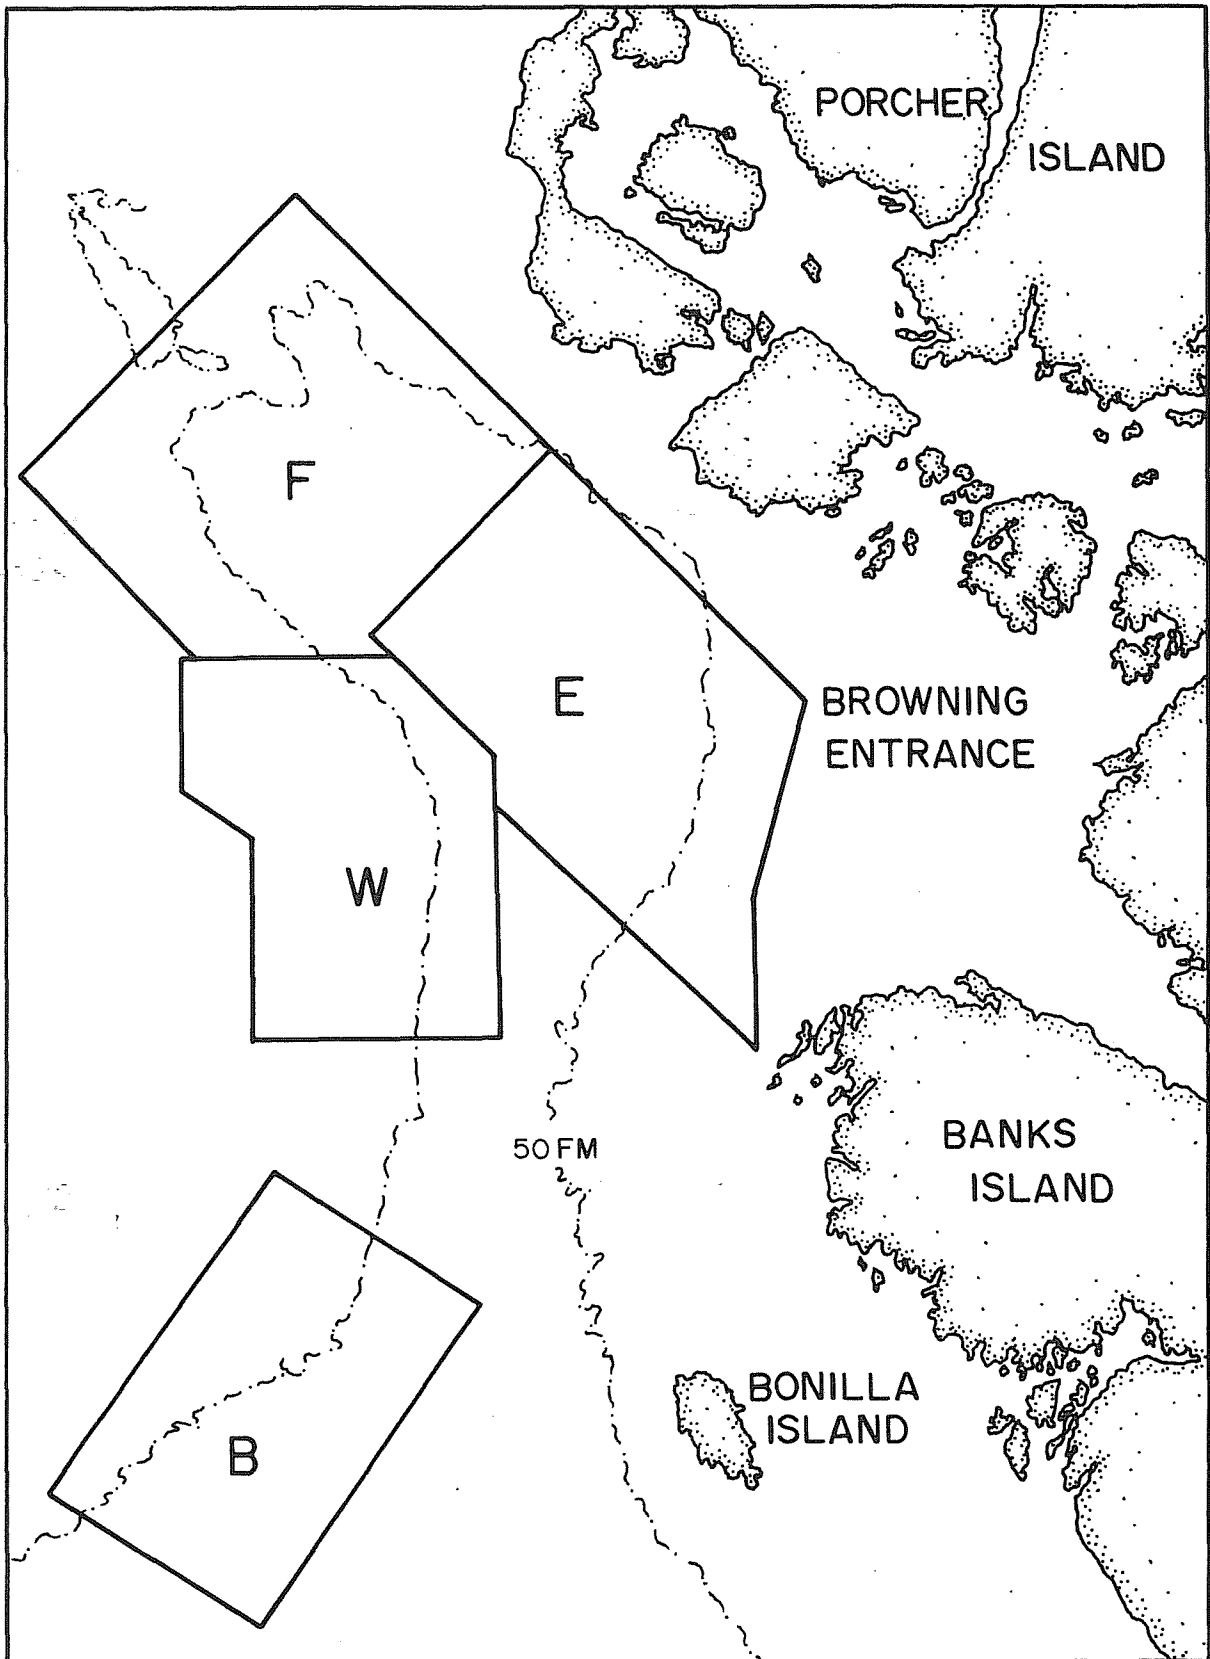 PORCHER
ISLAND
F
E
BROWNING
ENTRANCE
W
50 FM
BANKS
ISLAND
BONILLA
ISLAND
B